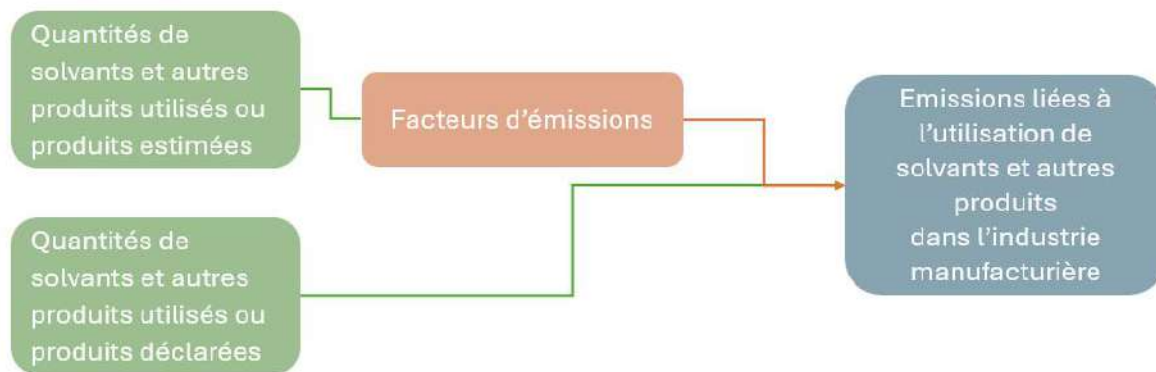 Quantités de
solvants et autres
produits utilisés ou
produits estimées
Facteurs d'émissions
Emissions liées à
l'utilisation de
solvants et autres
produits
dans l'industrie
manufacturière
Quantités de
solvants et autres
produits utilisés ou
produits déclarées